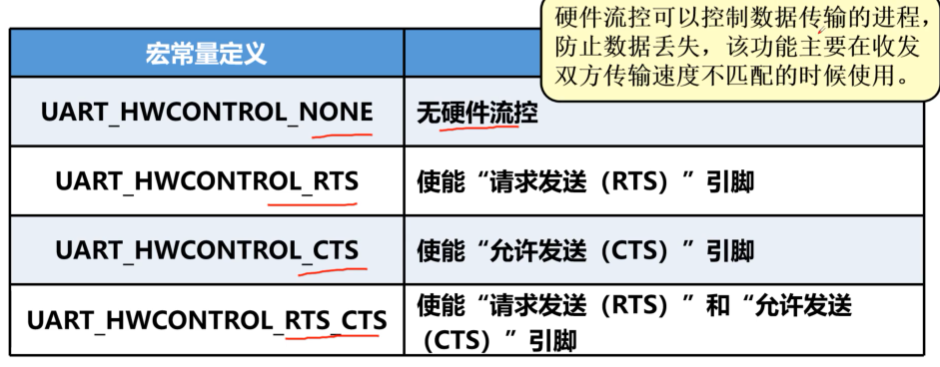 硬件流控可以控制数据传输的进程，
防止数据丢失，该功能主要在收发
双方传输速度不匹配的时候使用。
宏常量定义
UART_HWCONTROL_NONE 无硬件流控
UART_HWCONTROL_RTS 使能“请求发送（RTS）”引脚
UART_HWCONTROL_CTS 使能“允许发送（CTS）”引脚
UART_HWCONTROL_RTS_CTS 使能“请求发送（RTS）”和“允许发送
（CTS）”引脚